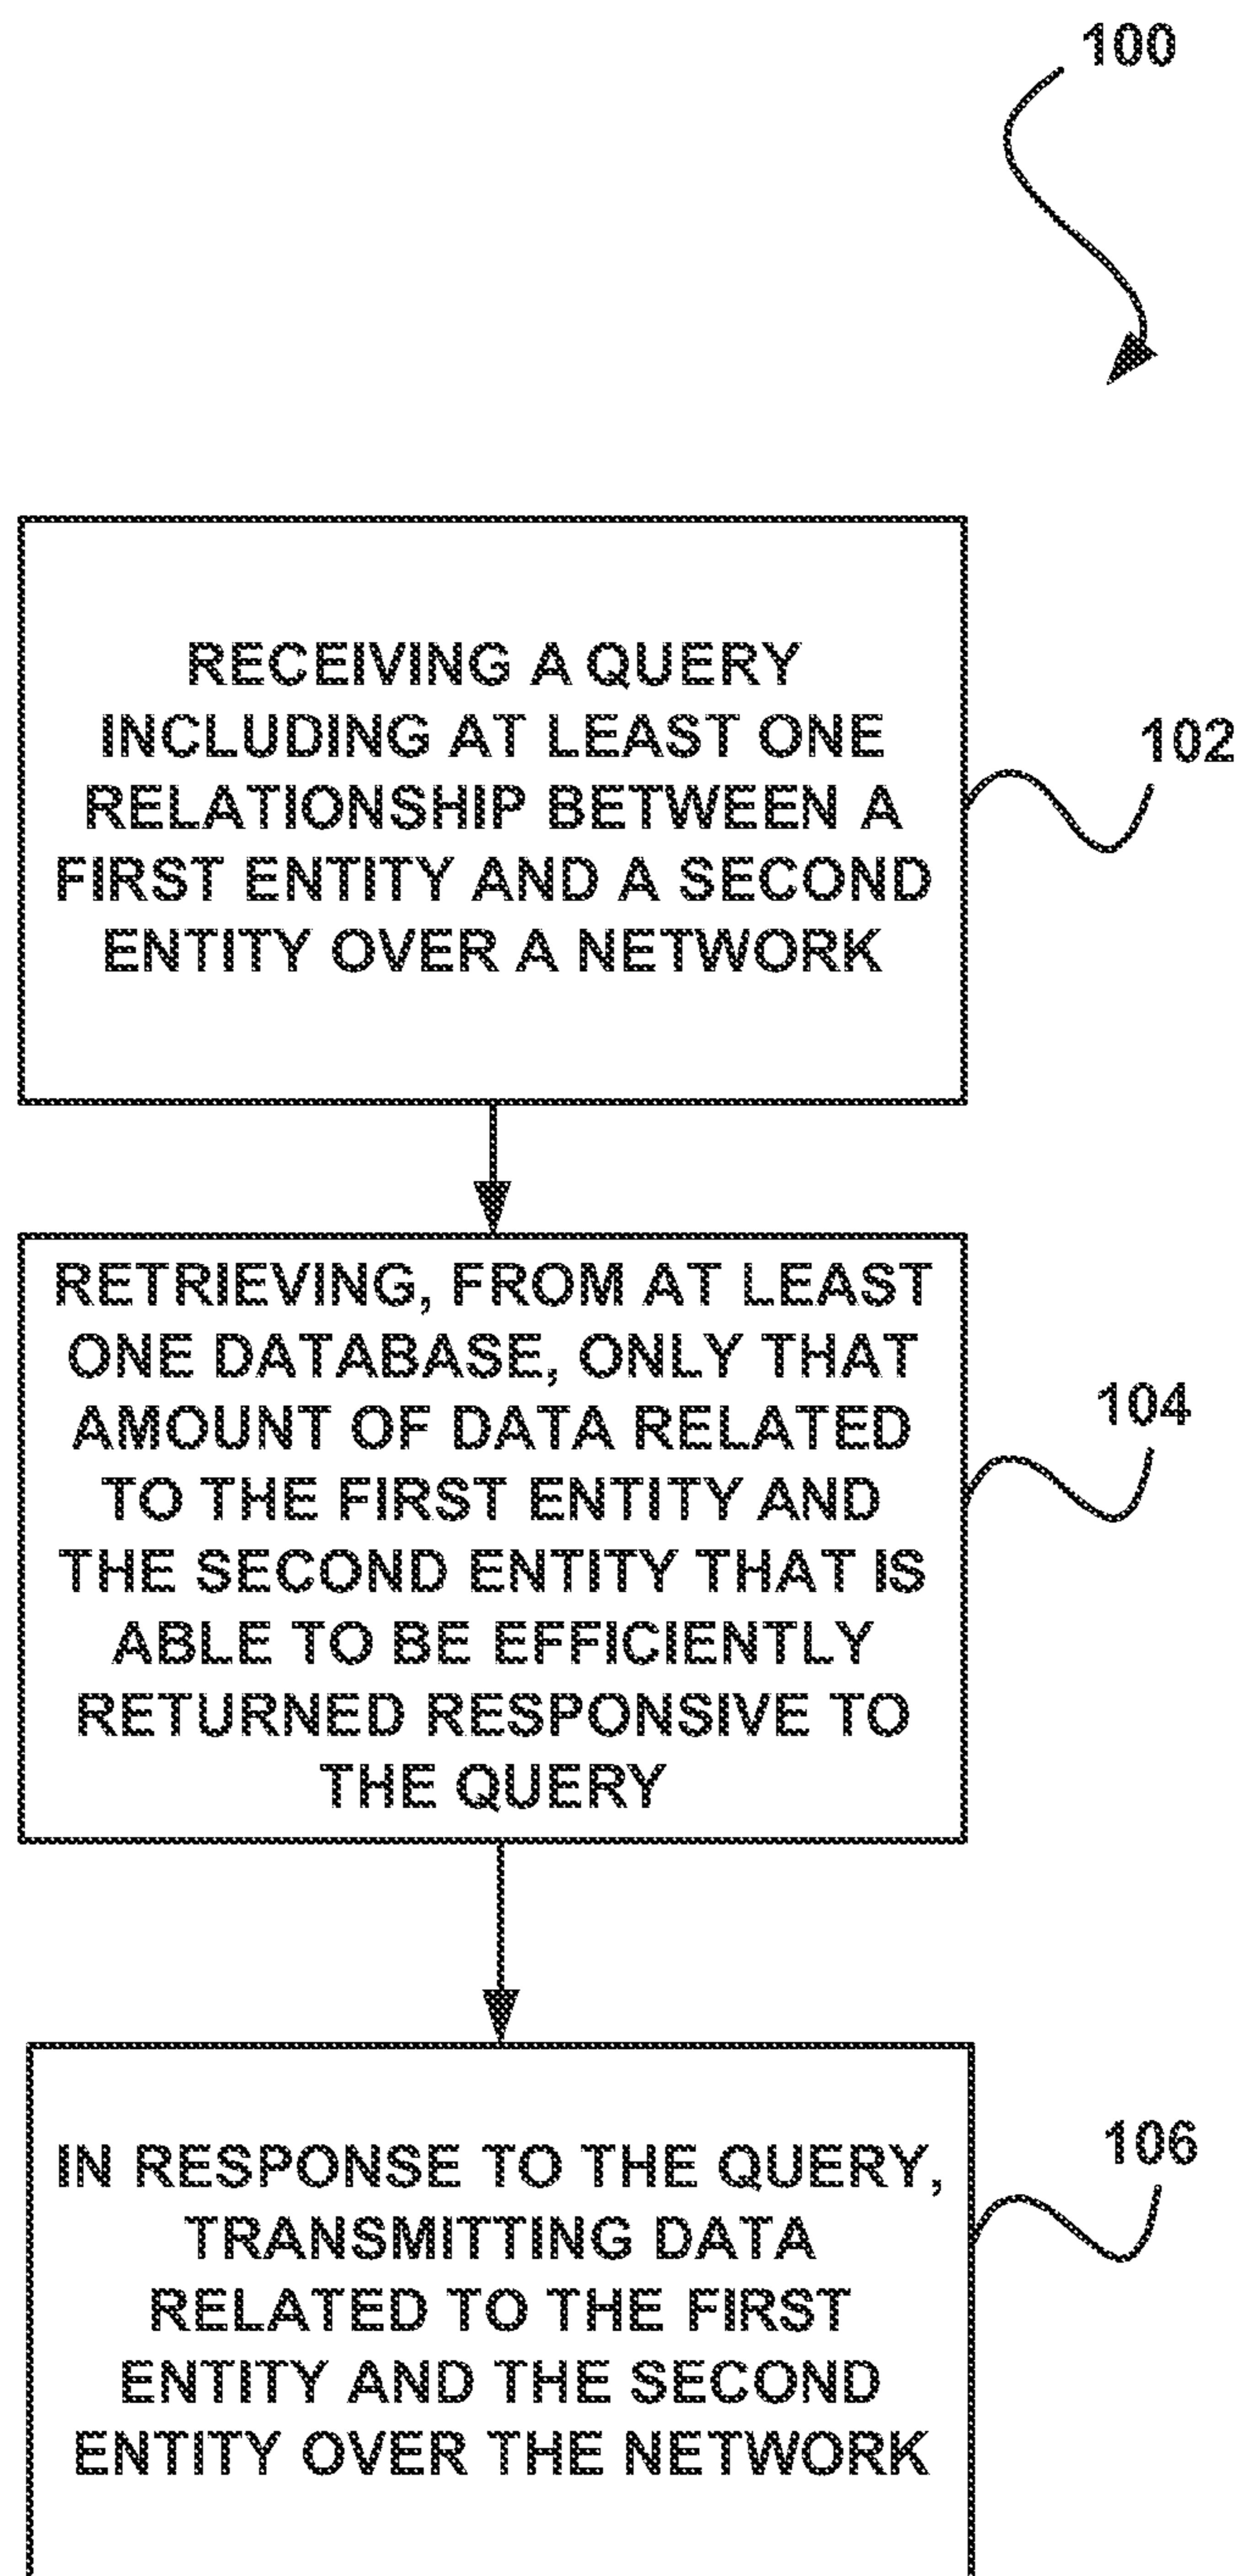 100
RECEIVING A QUERY
INCLUDING AT LEAST ONE
RELATIONSHIP BETWEEN A
FIRST ENTITY AND A SECOND
ENTITY OVER A NETWORK
102
RETRIEVING, FROM AT LEAST
ONE DATABASE, ONLY THAT
AMOUNT OF DATA RELATED
TO THE FIRST ENTITY AND
THE SECOND ENTITY THAT IS
ABLE TO BE EFFICIENTLY
RETURNED RESPONSIVE TO
THE QUERY
104
IN RESPONSE TO THE QUERY,
TRANSMITTING DATA
RELATED TO THE FIRST
ENTITY AND THE SECOND
ENTITY OVER THE NETWORK
106